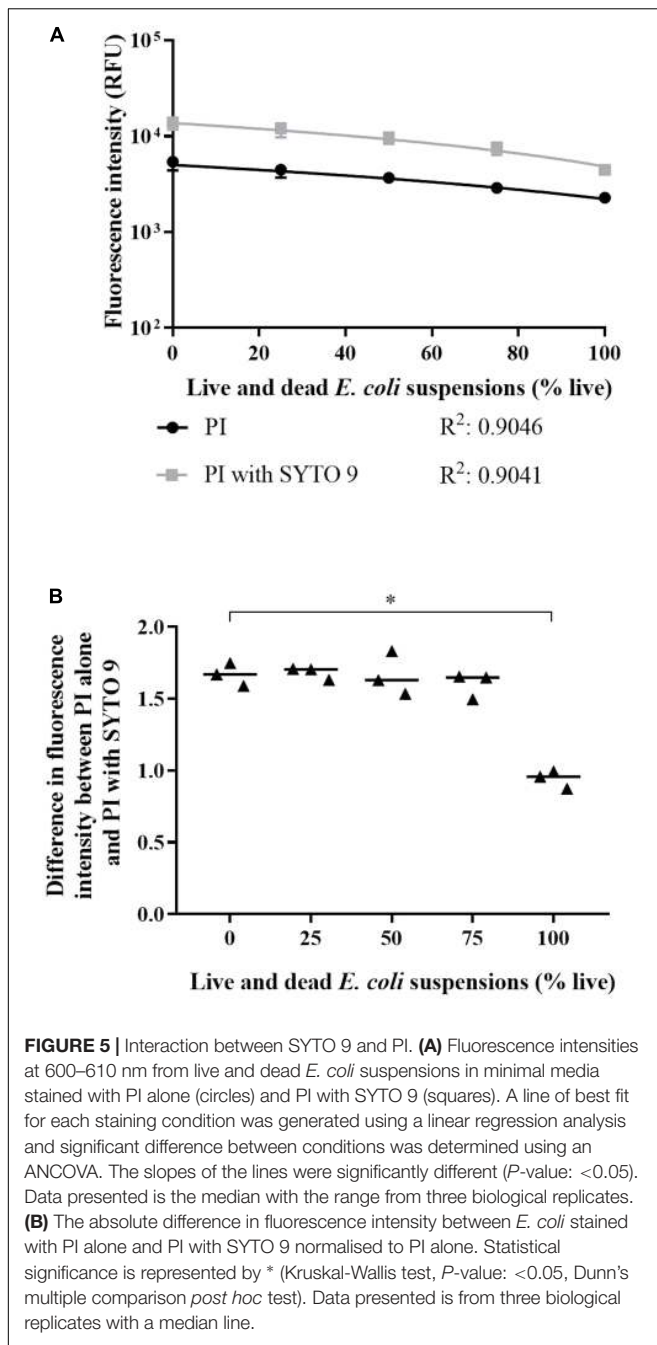 A
Fluorescence intensity (RFU)
10⁵
10⁴
10³
10²
0 20 40 60 80 100
Live and dead E. coli suspensions (% live)
PI R²: 0.9046
PI with SYTO 9 R²: 0.9041
B
*
Difference in fluorescence
intensity between PI alone
and PI with SYTO 9
2.0
1.5
1.0
0.5
0.0
0 25 50 75 100
Live and dead E. coli suspensions (% live)
FIGURE 5 | Interaction between SYTO 9 and PI. (A) Fluorescence intensities
at 600–610 nm from live and dead E. coli suspensions in minimal media
stained with PI alone (circles) and PI with SYTO 9 (squares). A line of best fit
for each staining condition was generated using a linear regression analysis
and significant difference between conditions was determined using an
ANCOVA. The slopes of the lines were significantly different (P-value: <0.05).
Data presented is the median with the range from three biological replicates.
(B) The absolute difference in fluorescence intensity between E. coli stained
with PI alone and PI with SYTO 9 normalised to PI alone. Statistical
significance is represented by * (Kruskal-Wallis test, P-value: <0.05, Dunn's
multiple comparison post hoc test). Data presented is from three biological
replicates with a median line.